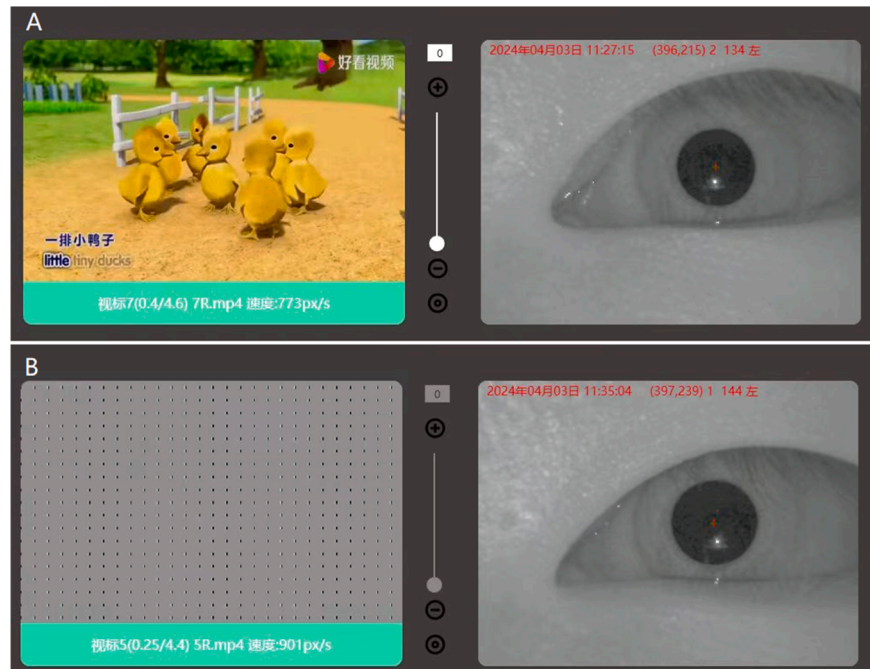 A
0
2024年04月03日 11:27:15 (396,215) 2 134 左
好看视频
一排小鸭子
little tiny ducks
视标7(0.4/4.6) 7R.mp4 速度:773px/s
B
0
2024年04月03日 11:35:04 (397,239) 1 144 左
视标5(0.25/4.4) 5R.mp4 速度:901px/s